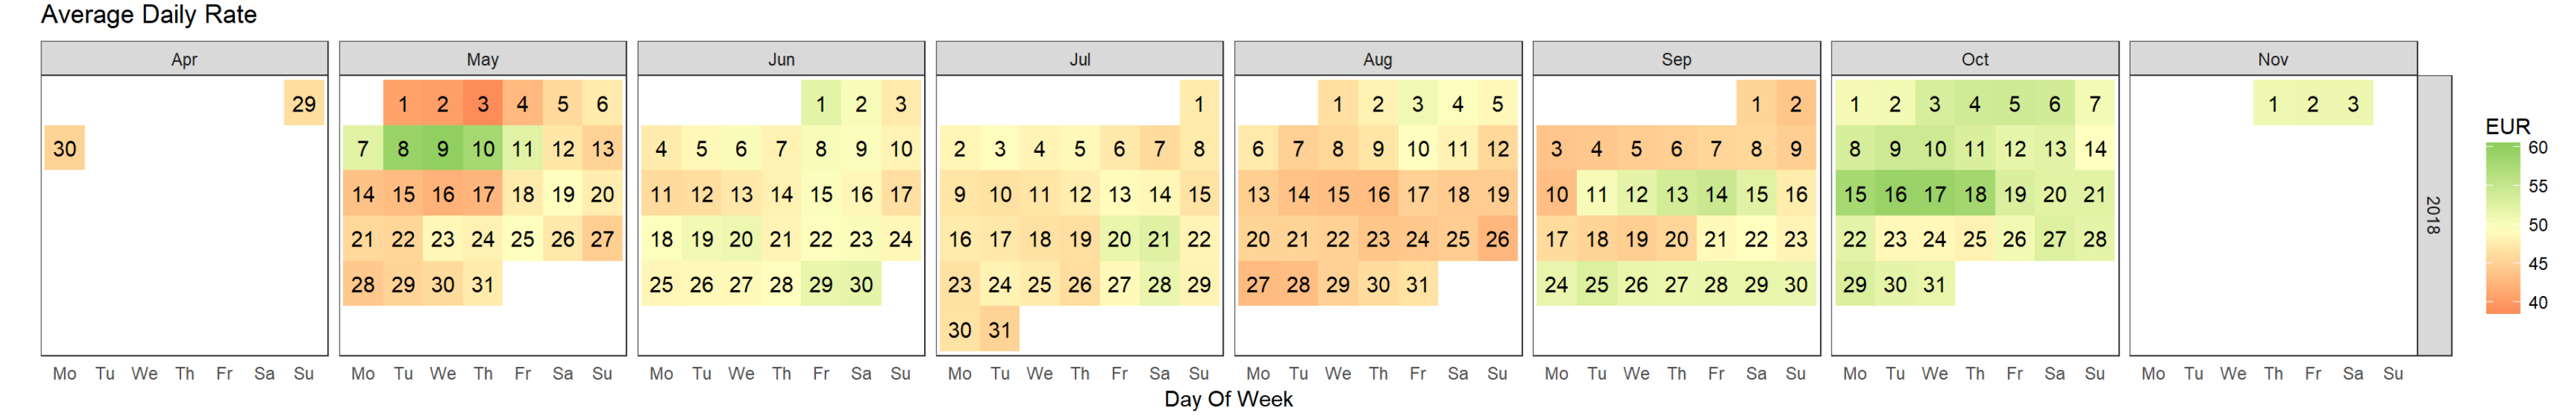 Average Daily Rate
Apr May Jun Jul Aug Sep Oct Nov
29 1 2 3 4 5 6 1 2 3 1 1 2 3 4 5 1 2 1 2 3 4 5 6 7 1 2 3
30 7 8 9 10 11 12 13 4 5 6 7 8 9 10 2 3 4 5 6 7 8 6 7 8 9 10 11 12 3 4 5 6 7 8 9 8 9 10 11 12 13 14
14 15 16 17 18 19 20 11 12 13 14 15 16 17 9 10 11 12 13 14 15 13 14 15 16 17 18 19 10 11 12 13 14 15 16 15 16 17 18 19 20 21
21 22 23 24 25 26 27 18 19 20 21 22 23 24 16 17 18 19 20 21 22 20 21 22 23 24 25 26 17 18 19 20 21 22 23 22 23 24 25 26 27 28
28 29 30 31 25 26 27 28 29 30 23 24 25 26 27 28 29 27 28 29 30 31 24 25 26 27 28 29 30 29 30 31
30 31
Mo Tu We Th Fr Sa Su Mo Tu We Th Fr Sa Su Mo Tu We Th Fr Sa Su Mo Tu We Th Fr Sa Su Mo Tu We Th Fr Sa Su Mo Tu We Th Fr Sa Su Mo Tu We Th Fr Sa Su Mo Tu We Th Fr Sa Su
Day Of Week
2018
EUR
60
55
50
45
40